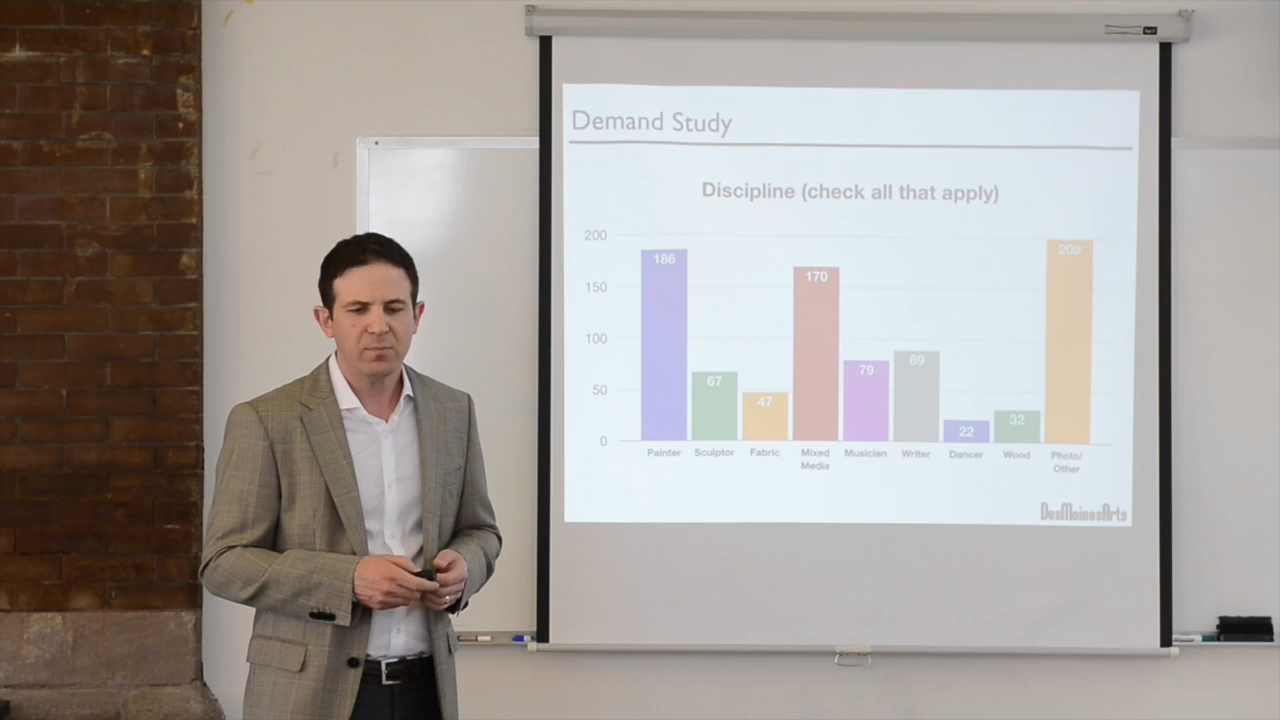 Demand Study
Discipline (check all that apply)
200
150
100
50
0
186
67
47
170
79
89
22
32
208
Painter
Sculptor
Fabric
Mixed
Media
Musician
Writer
Dancer
Wood
Photo/
Other
DesMoinesArts